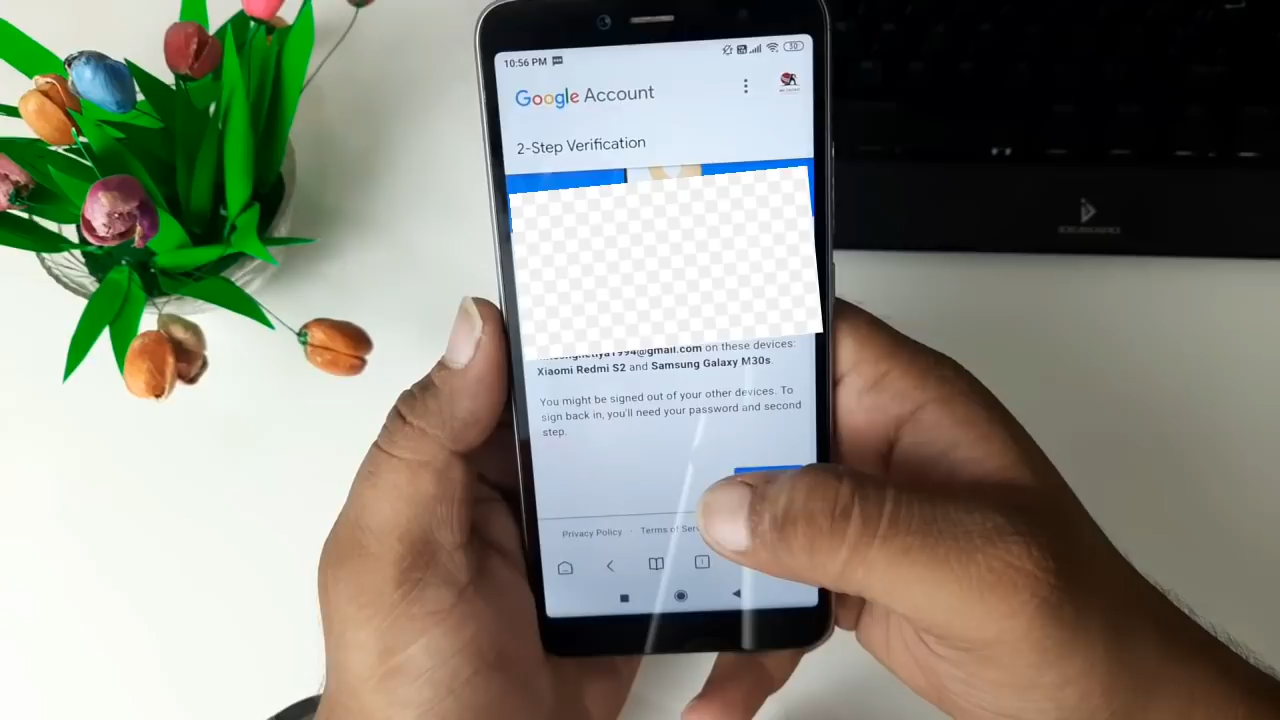 10:56 PM
Google Account
2-Step Verification
@gmail.com on these devices:
Xiaomi Redmi S2 and Samsung Galaxy M30s.
You might be signed out of your other devices. To
sign back in, you'll need your password and second
step.
Privacy Policy · Terms of